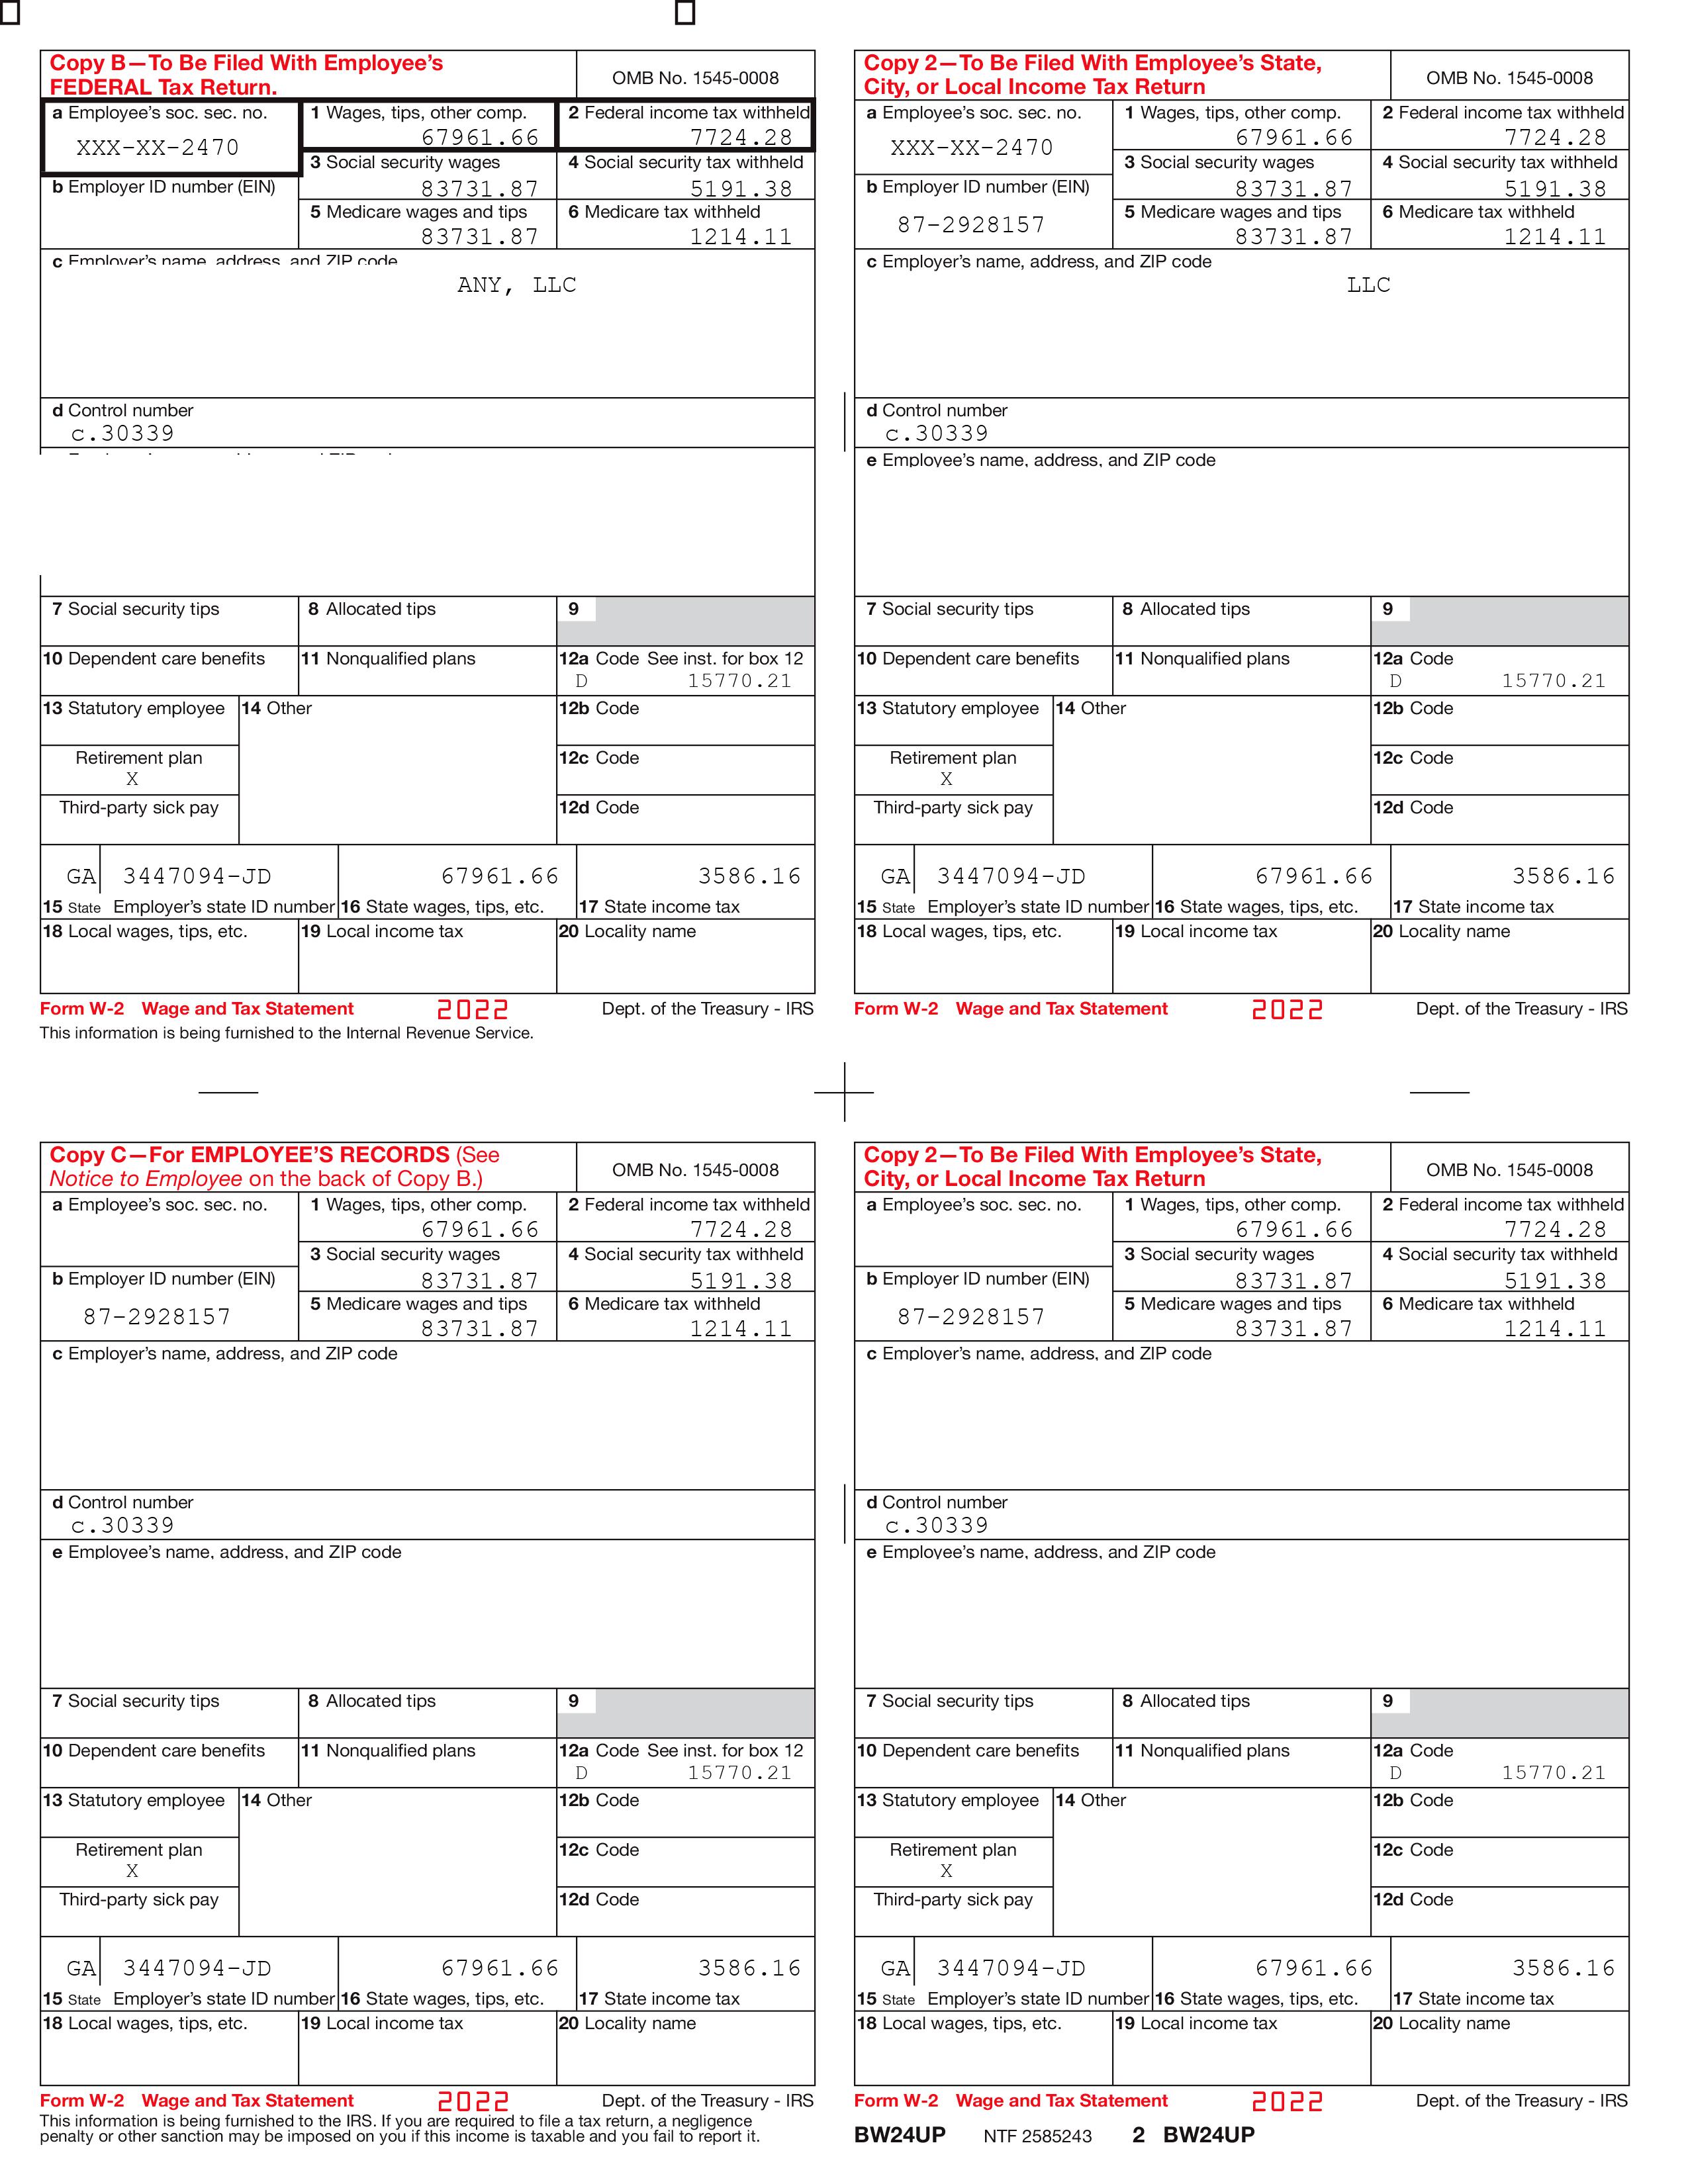 Copy B—To Be Filed With Employee's
FEDERAL Tax Return.
OMB No. 1545-0008
a Employee's soc. sec. no.
XXX-XX-2470
1 Wages, tips, other comp.
67961.66
2 Federal income tax withheld
7724.28
3 Social security wages
83731.87
4 Social security tax withheld
5191.38
b Employer ID number (EIN)
5 Medicare wages and tips
83731.87
6 Medicare tax withheld
1214.11
c Employer's name, address, and ZIP code
ANY, LLC
d Control number
c.30339
7 Social security tips
8 Allocated tips
9
10 Dependent care benefits
11 Nonqualified plans
12a Code See inst. for box 12
D 15770.21
13 Statutory employee
14 Other
12b Code
Retirement plan
X
12c Code
Third-party sick pay
12d Code
GA 3447094-JD 67961.66 3586.16
15 State Employer's state ID number 16 State wages, tips, etc. 17 State income tax
18 Local wages, tips, etc. 19 Local income tax 20 Locality name
Form W-2 Wage and Tax Statement 2022 Dept. of the Treasury - IRS
This information is being furnished to the Internal Revenue Service.
Copy 2—To Be Filed With Employee's State,
City, or Local Income Tax Return
OMB No. 1545-0008
a Employee's soc. sec. no.
XXX-XX-2470
1 Wages, tips, other comp.
67961.66
2 Federal income tax withheld
7724.28
3 Social security wages
83731.87
4 Social security tax withheld
5191.38
b Employer ID number (EIN)
87-2928157
5 Medicare wages and tips
83731.87
6 Medicare tax withheld
1214.11
c Employer's name, address, and ZIP code
LLC
d Control number
c.30339
e Employee's name, address, and ZIP code
7 Social security tips
8 Allocated tips
9
10 Dependent care benefits
11 Nonqualified plans
12a Code
D 15770.21
13 Statutory employee
14 Other
12b Code
Retirement plan
X
12c Code
Third-party sick pay
12d Code
GA 3447094-JD 67961.66 3586.16
15 State Employer's state ID number 16 State wages, tips, etc. 17 State income tax
18 Local wages, tips, etc. 19 Local income tax 20 Locality name
Form W-2 Wage and Tax Statement 2022 Dept. of the Treasury - IRS
Copy C—For EMPLOYEE'S RECORDS (See
Notice to Employee on the back of Copy B.)
OMB No. 1545-0008
a Employee's soc. sec. no.
1 Wages, tips, other comp.
67961.66
2 Federal income tax withheld
7724.28
3 Social security wages
83731.87
4 Social security tax withheld
5191.38
b Employer ID number (EIN)
87-2928157
5 Medicare wages and tips
83731.87
6 Medicare tax withheld
1214.11
c Employer's name, address, and ZIP code
d Control number
c.30339
e Employee's name, address, and ZIP code
7 Social security tips
8 Allocated tips
9
10 Dependent care benefits
11 Nonqualified plans
12a Code See inst. for box 12
D 15770.21
13 Statutory employee
14 Other
12b Code
Retirement plan
X
12c Code
Third-party sick pay
12d Code
GA 3447094-JD 67961.66 3586.16
15 State Employer's state ID number 16 State wages, tips, etc. 17 State income tax
18 Local wages, tips, etc. 19 Local income tax 20 Locality name
Form W-2 Wage and Tax Statement 2022 Dept. of the Treasury - IRS
This information is being furnished to the IRS. If you are required to file a tax return, a negligence
penalty or other sanction may be imposed on you if this income is taxable and you fail to report it.
Copy 2—To Be Filed With Employee's State,
City, or Local Income Tax Return
OMB No. 1545-0008
a Employee's soc. sec. no.
1 Wages, tips, other comp.
67961.66
2 Federal income tax withheld
7724.28
3 Social security wages
83731.87
4 Social security tax withheld
5191.38
b Employer ID number (EIN)
87-2928157
5 Medicare wages and tips
83731.87
6 Medicare tax withheld
1214.11
c Employer's name, address, and ZIP code
d Control number
c.30339
e Employee's name, address, and ZIP code
7 Social security tips
8 Allocated tips
9
10 Dependent care benefits
11 Nonqualified plans
12a Code
D 15770.21
13 Statutory employee
14 Other
12b Code
Retirement plan
X
12c Code
Third-party sick pay
12d Code
GA 3447094-JD 67961.66 3586.16
15 State Employer's state ID number 16 State wages, tips, etc. 17 State income tax
18 Local wages, tips, etc. 19 Local income tax 20 Locality name
Form W-2 Wage and Tax Statement 2022 Dept. of the Treasury - IRS
BW24UP NTF 2585243 2 BW24UP